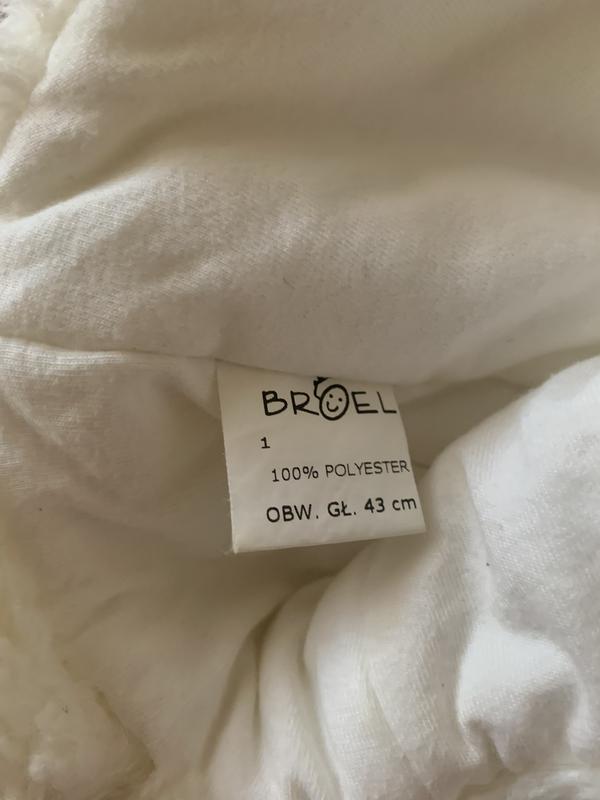 BROEL
1
100% POLYESTER
OBW. GŁ. 43 cm